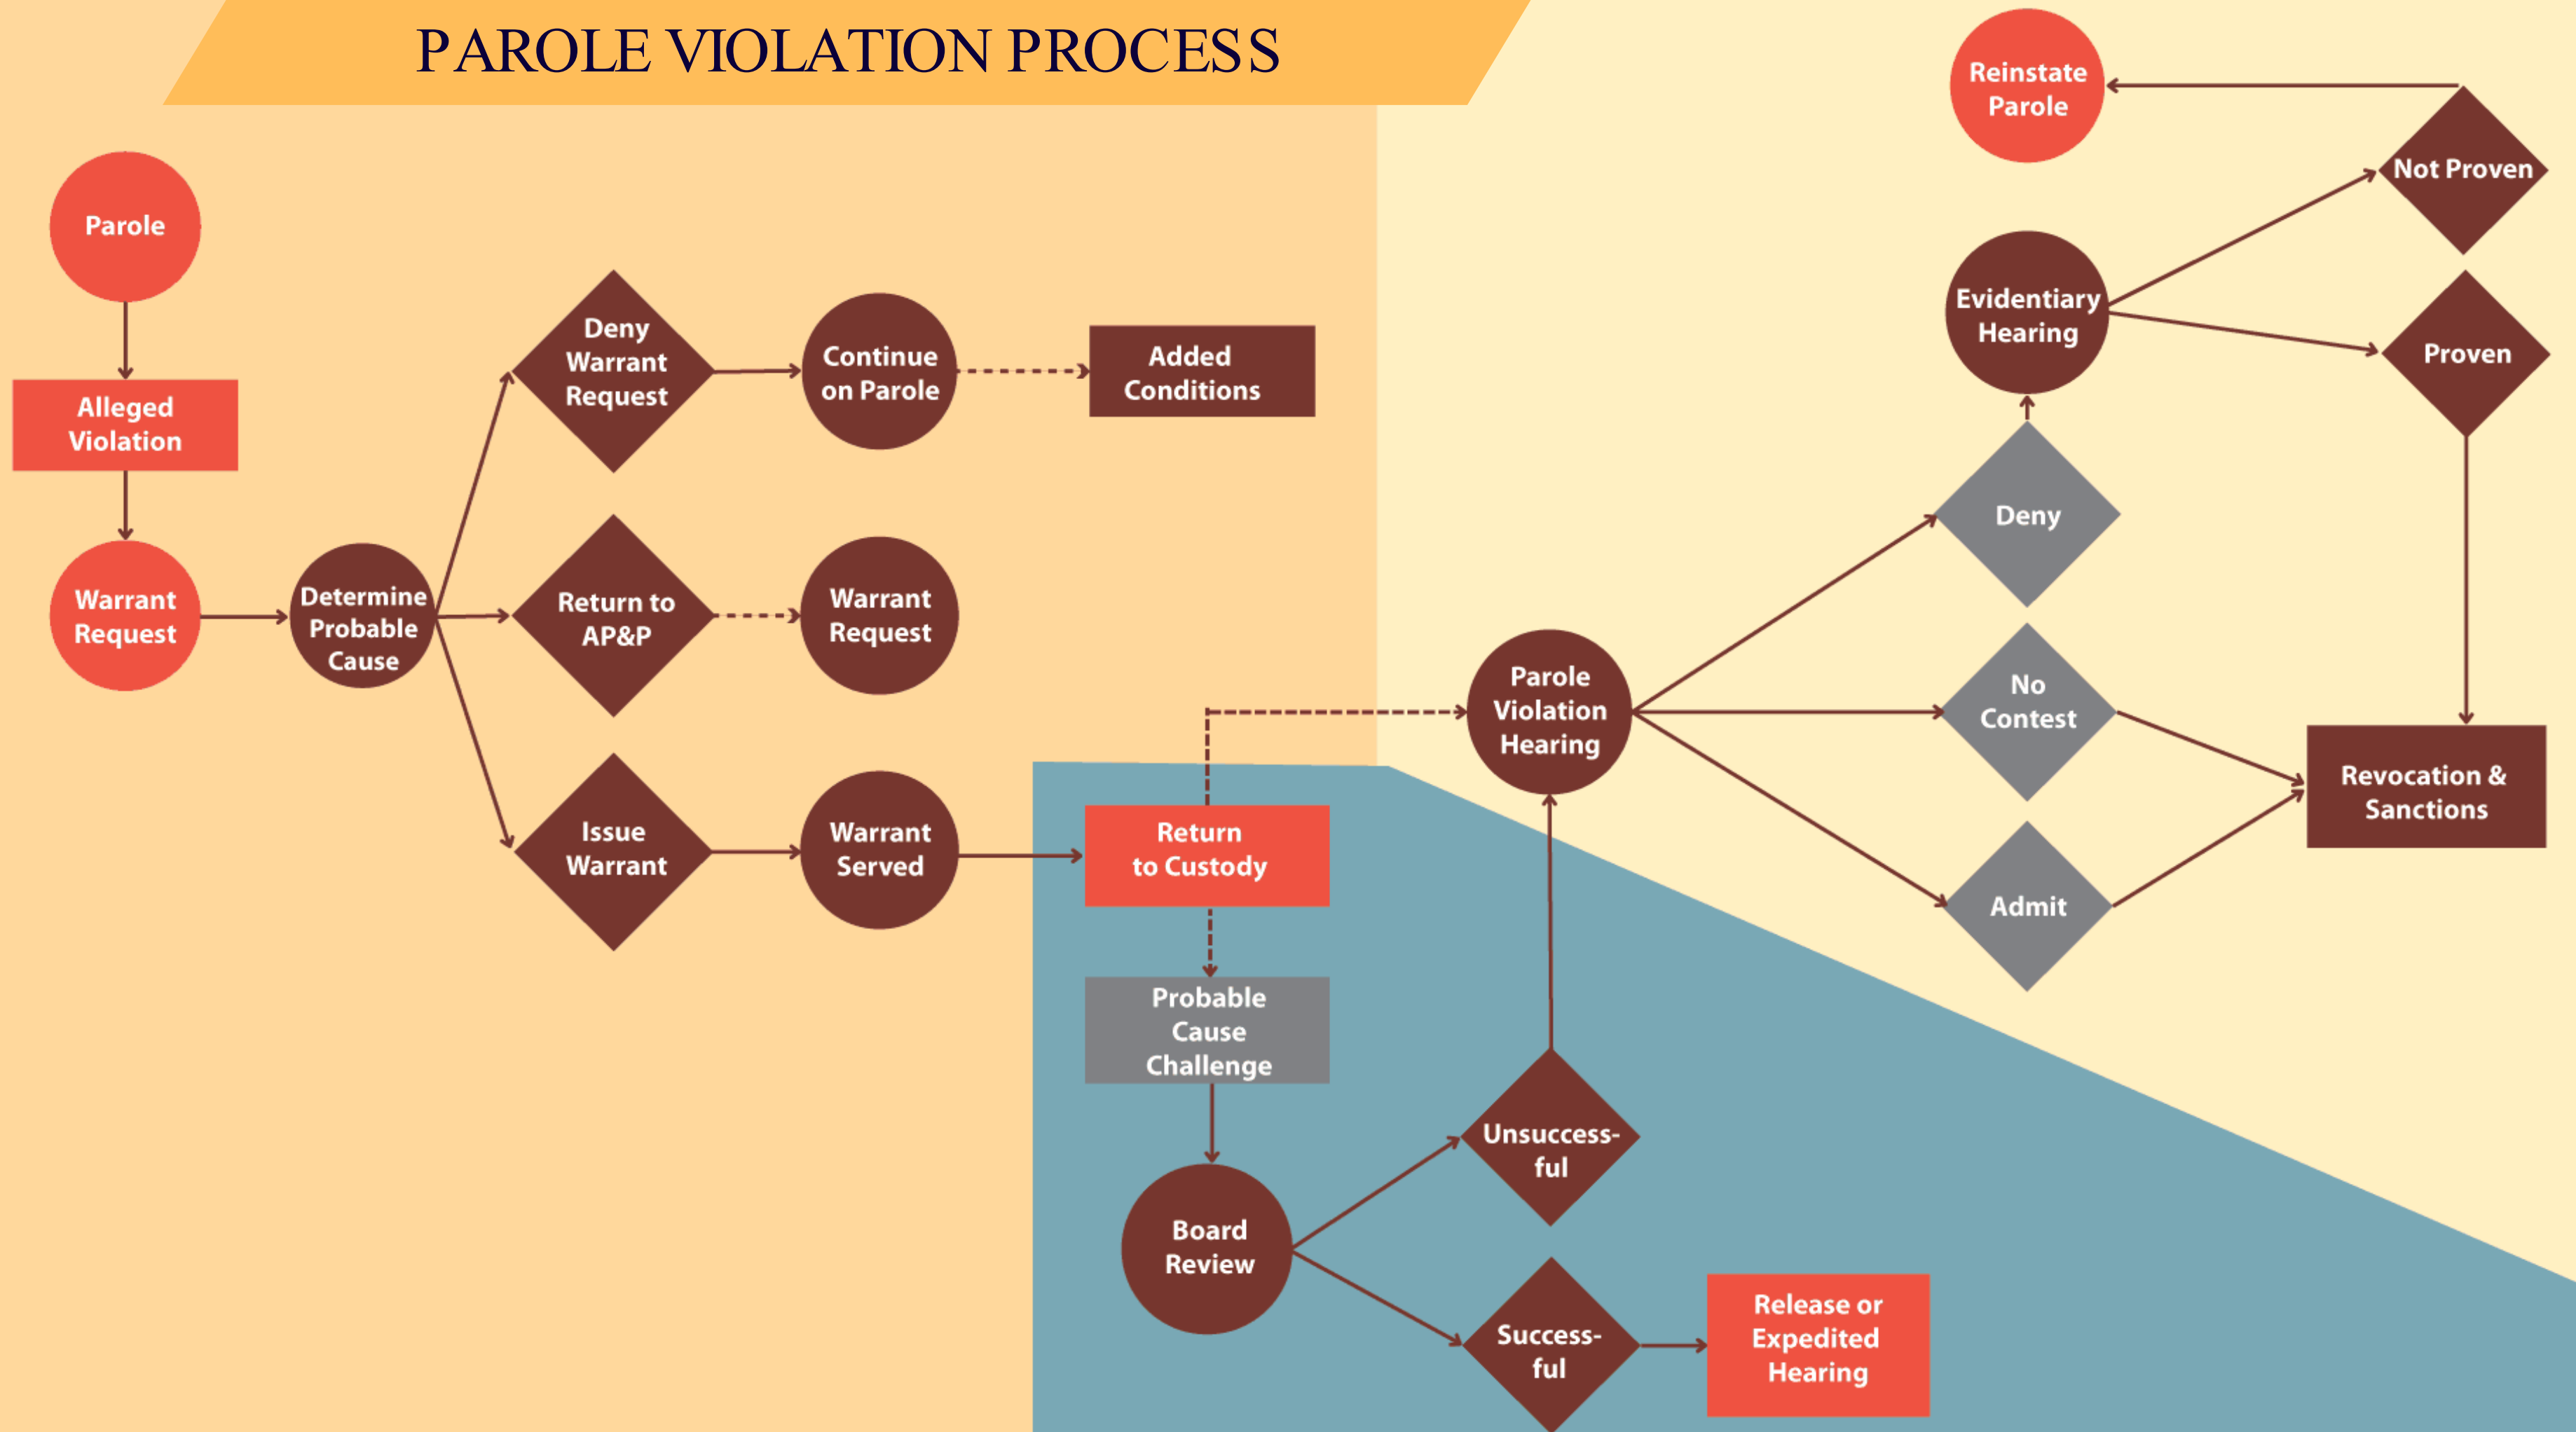 PAROLE VIOLATION PROCESS
Parole
Alleged
Violation
Warrant
Request
Determine
Probable
Cause
Deny
Warrant
Request
Continue
on Parole
Added
Conditions
Return to
AP&P
Warrant
Request
Issue
Warrant
Warrant
Served
Return
to Custody
Probable
Cause
Challenge
Board
Review
Unsuccess-
ful
Success-
ful
Release or
Expedited
Hearing
Parole
Violation
Hearing
Deny
No
Contest
Admit
Evidentiary
Hearing
Not Proven
Proven
Reinstate
Parole
Revocation &
Sanctions